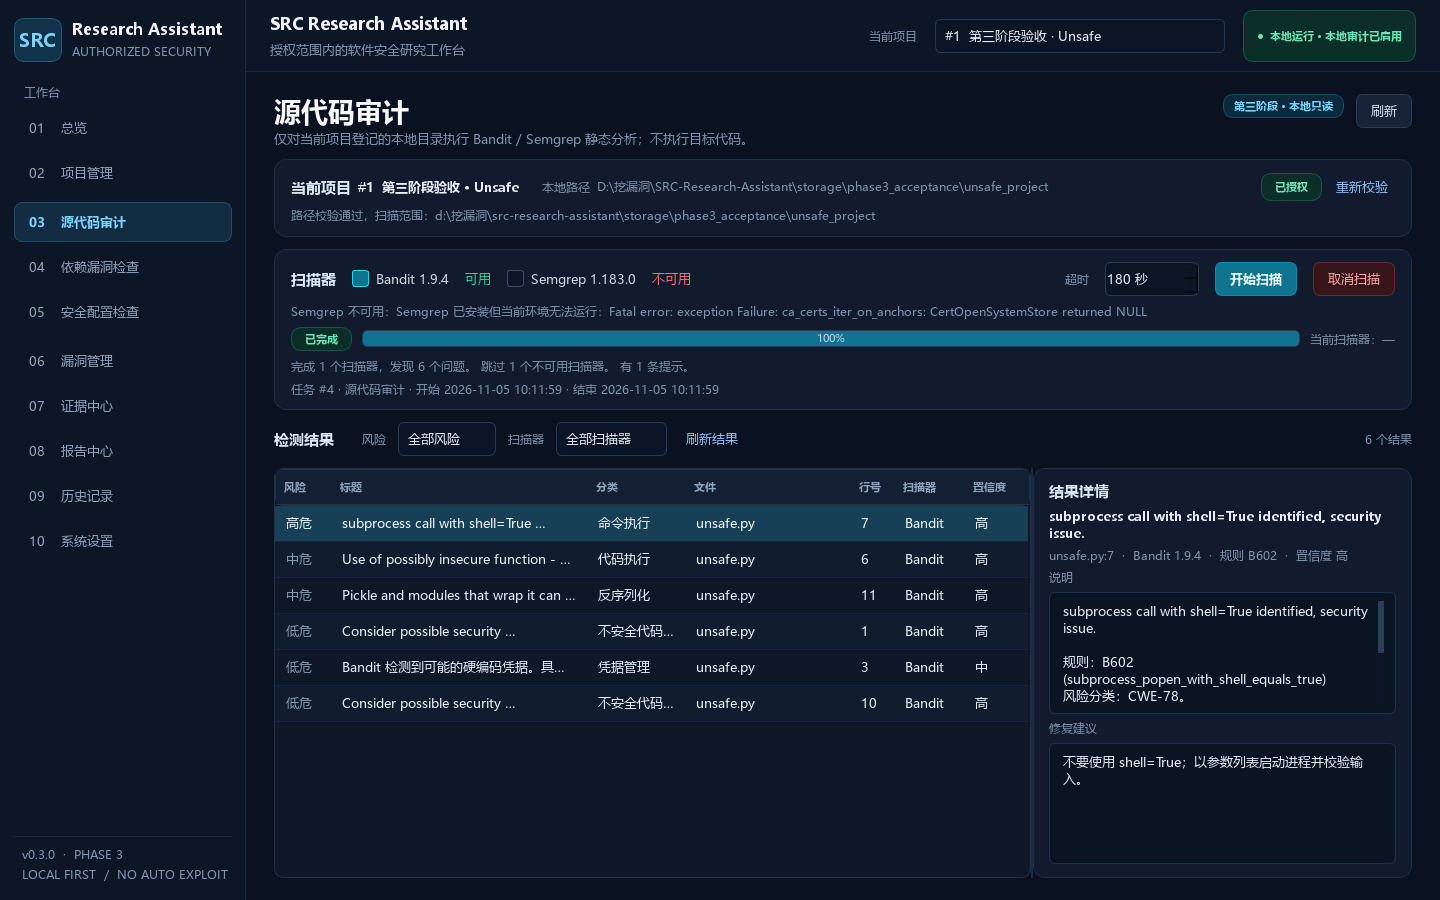 SRC
Research Assistant
AUTHORIZED SECURITY
工作台
01 总览
02 项目管理
03 源代码审计
04 依赖漏洞检查
05 安全配置检查
06 漏洞管理
07 证据中心
08 报告中心
09 历史记录
10 系统设置
v0.3.0 · PHASE 3
LOCAL FIRST / NO AUTO EXPLOIT
SRC Research Assistant
授权范围内的软件安全研究工作台
当前项目 #1 第三阶段验收 · Unsafe
● 本地运行 • 本地审计已启用
源代码审计
仅对当前项目登记的本地目录执行 Bandit / Semgrep 静态分析；不执行目标代码。
第三阶段 • 本地只读
刷新
当前项目 #1 第三阶段验收 • Unsafe 本地路径 D:\挖漏洞\SRC-Research-Assistant\storage\phase3_acceptance\unsafe_project 已授权 重新校验
路径校验通过，扫描范围：d:\挖漏洞\src-research-assistant\storage\phase3_acceptance\unsafe_project
扫描器 Bandit 1.9.4 可用 Semgrep 1.183.0 不可用 超时 180 秒 开始扫描 取消扫描
Semgrep 不可用：Semgrep 已安装但当前环境无法运行：Fatal error: exception Failure: ca_certs_iter_on_anchors: CertOpenSystemStore returned NULL
已完成 100% 当前扫描器：—
完成 1 个扫描器，发现 6 个问题。 跳过 1 个不可用扫描器。 有 1 条提示。
任务 #4 · 源代码审计 · 开始 2026-11-05 10:11:59 · 结束 2026-11-05 10:11:59
检测结果 风险 全部风险 扫描器 全部扫描器 刷新结果 6 个结果
风险 标题 分类 文件 行号 扫描器 置信度
高危 subprocess call with shell=True ... 命令执行 unsafe.py 7 Bandit 高
中危 Use of possibly insecure function - ... 代码执行 unsafe.py 6 Bandit 高
中危 Pickle and modules that wrap it can ... 反序列化 unsafe.py 11 Bandit 高
低危 Consider possible security ... 不安全代码... unsafe.py 1 Bandit 高
低危 Bandit 检测到可能的硬编码凭据。具... 凭据管理 unsafe.py 3 Bandit 中
低危 Consider possible security ... 不安全代码... unsafe.py 10 Bandit 高
结果详情
subprocess call with shell=True identified, security
issue.
unsafe.py:7 · Bandit 1.9.4 · 规则 B602 · 置信度 高
说明
subprocess call with shell=True identified, security
issue.
规则：B602
(subprocess_popen_with_shell_equals_true)
风险分类：CWE-78。
修复建议
不要使用 shell=True；以参数列表启动进程并校验输
入。